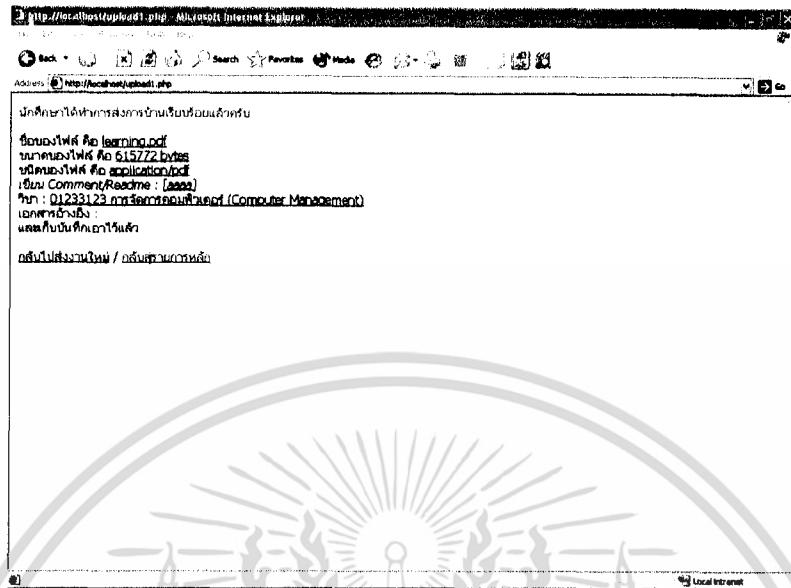 http://localhost/upload1.php - Microsoft Internet Explorer
Back Search Favorites Media
Address http://localhost/upload1.php Go
นักศึกษาได้ทำการส่งการบ้านเรียบร้อยแล้วครับ
ชื่อของไฟล์ คือ learning.pdf
ขนาดของไฟล์ คือ 615772 bytes
ชนิดของไฟล์ คือ application/pdf
เขียน Comment/Readme : [aaaa]
วิชา : 01233123 การจัดการคอมพิวเตอร์ (Computer Management)
เอกสารอ้างอิง :
และเก็บบันทึกเอาไว้แล้ว
กลับไปส่งงานใหม่ / กลับสู่รายการหลัก
Local intranet